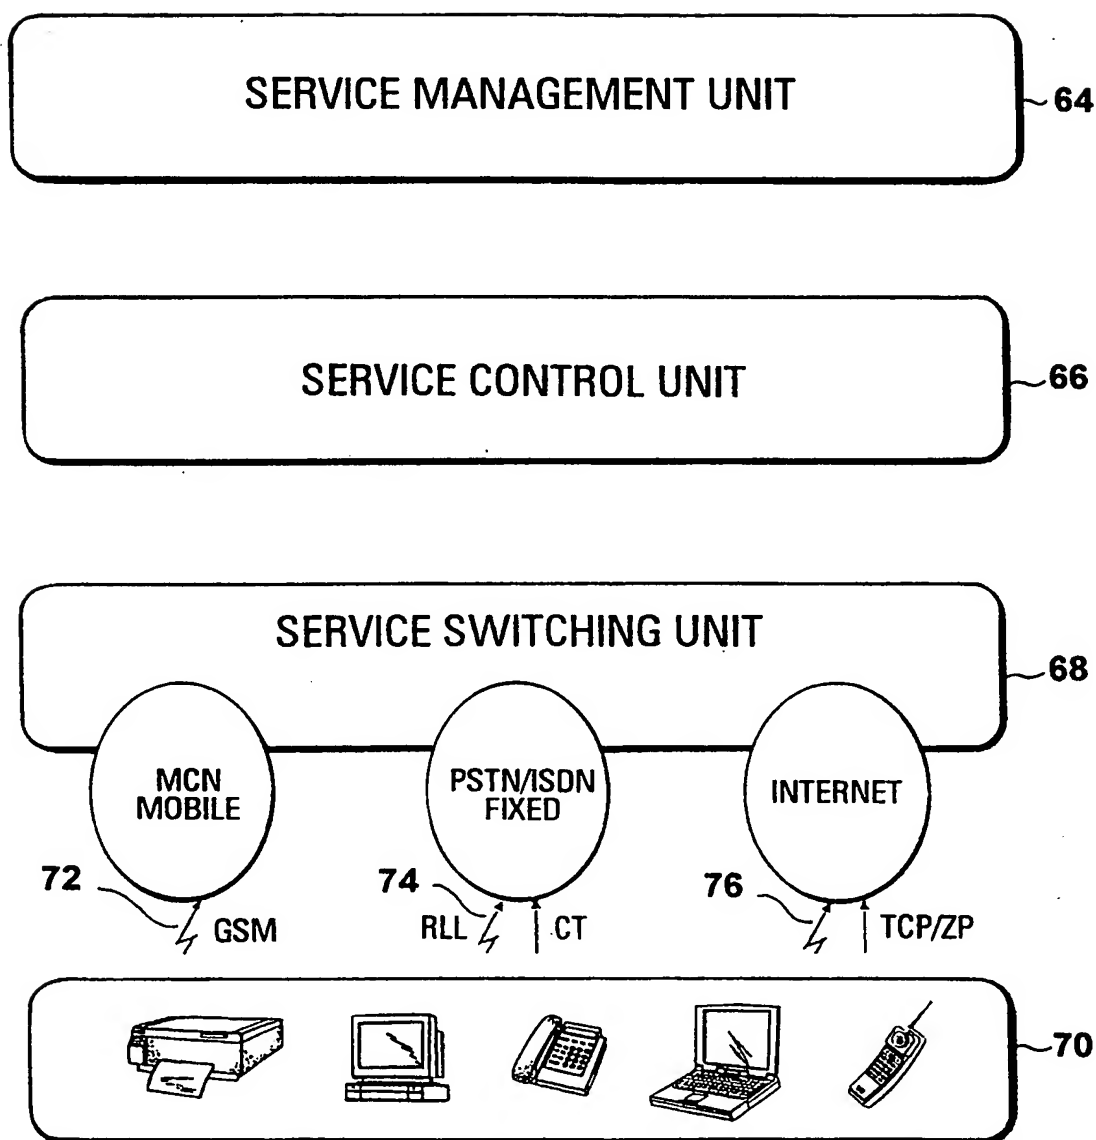 SERVICE MANAGEMENT UNIT
64
SERVICE CONTROL UNIT
66
SERVICE SWITCHING UNIT
68
MCN
MOBILE
PSTN/ISDN
FIXED
INTERNET
72
74
76
GSM
RLL
CT
TCP/ZP
70